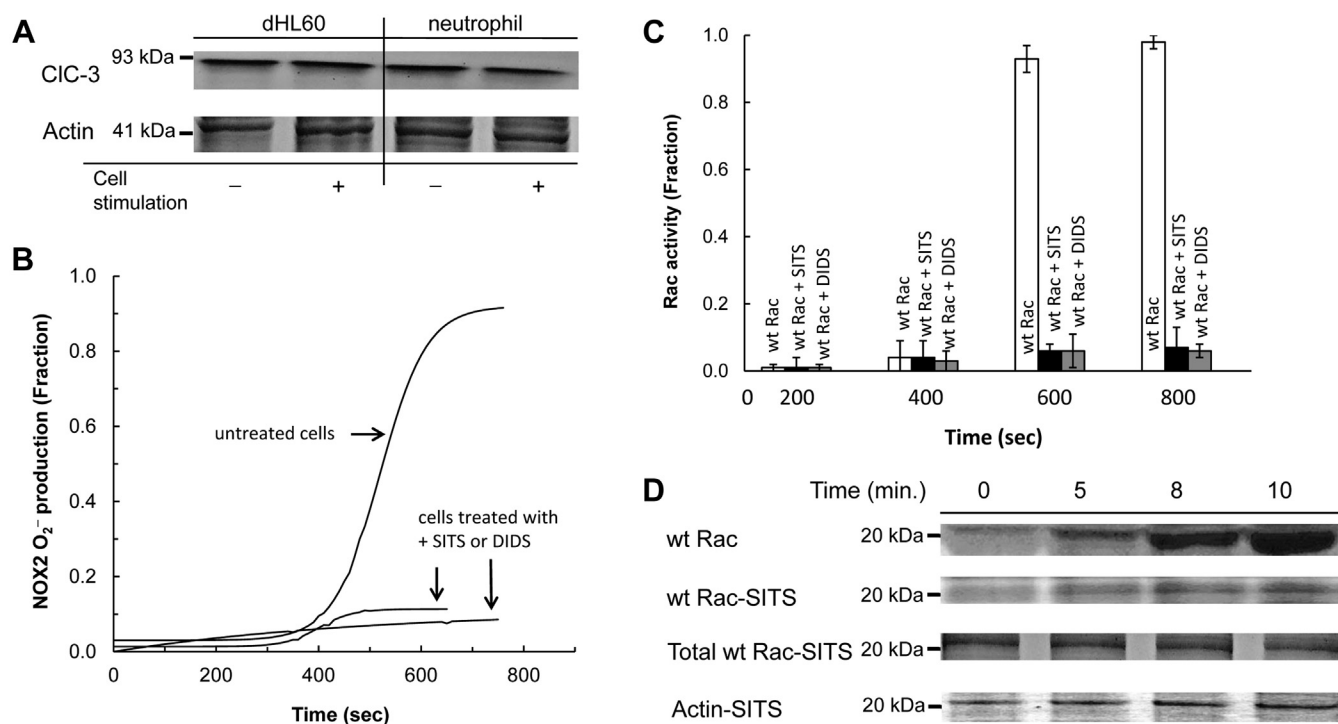 A
dHL60 neutrophil
93 kDa
ClC-3
Actin 41 kDa
Cell stimulation – + – +
B
NOX2 O₂⁻ production (Fraction)
1.0
0.8
0.6
0.4
0.2
0.0
untreated cells
cells treated with
+ SITS or DIDS
0 200 400 600 800
Time (sec)
C
Rac activity (Fraction)
1.0
0.8
0.6
0.4
0.2
0.0
wt Rac
wt Rac + SITS
wt Rac + DIDS
wt Rac
wt Rac + SITS
wt Rac + DIDS
wt Rac
wt Rac + SITS
wt Rac + DIDS
wt Rac
wt Rac + SITS
wt Rac + DIDS
0 200 400 600 800
Time (sec)
D
Time (min.) 0 5 8 10
wt Rac 20 kDa
wt Rac-SITS 20 kDa
Total wt Rac-SITS 20 kDa
Actin-SITS 20 kDa